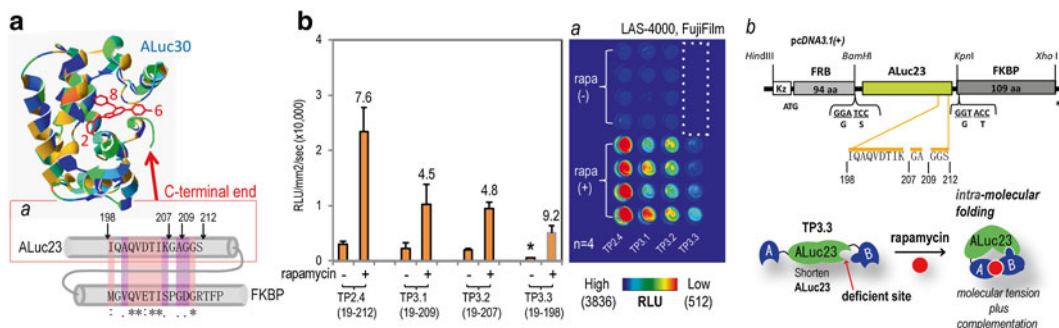 a
ALuc30
8
6
2
C-terminal end
a
198 207 209 212
ALuc23 IQAQVDTIKGAGGS
MGVQVETISPGDGRTFP FKBP
: . ** : ** . . . *
b
RLU/mm2/sec (x10,000)
4
3
2
1
0
7.6
4.5
4.8
9.2
*
rapamycin - + - + - + - +
TP2.4 TP3.1 TP3.2 TP3.3
(19-212) (19-209) (19-207) (19-198)
a
LAS-4000, FujiFilm
rapa
(-)
rapa
(+)
n=4
TP2.4 TP3.1 TP3.2 TP3.3
High Low
(3836) RLU (512)
b
pcDNA3.1(+)
HindIII BamHI KpnI Xho I
FRB ALuc23 FKBP
Kz 94 aa 109 aa
ATG
*
GGA TCC GGT ACC
G S G T
IQAQVDTIK GA GGS
198 207 209 212
intra-molecular
folding
TP3.3
rapamycin
A ALuc23 B
ALuc23
A B
Shorten
ALuc23
deficient site
molecular tension
plus
complementation